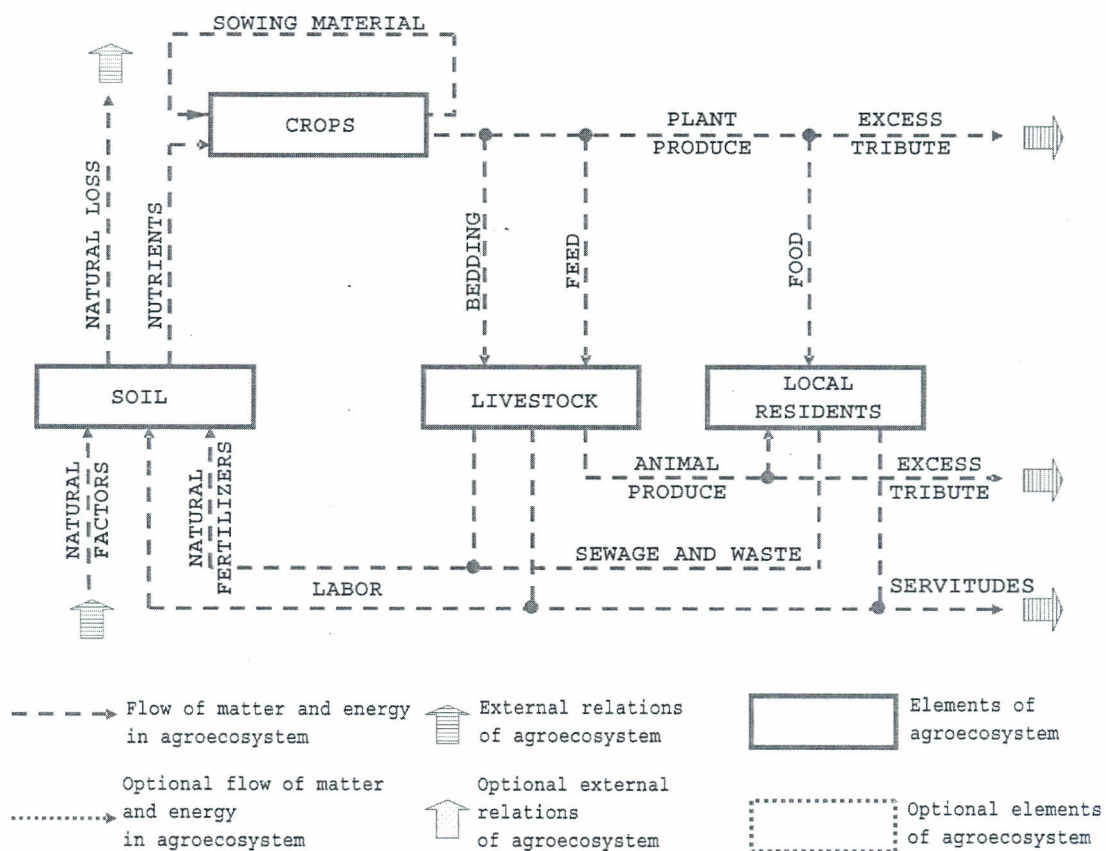 SOWING MATERIAL
CROPS
PLANT
PRODUCE
EXCESS
TRIBUTE
NATURAL LOSS
NUTRIENTS
BEDDING
FEED
FOOD
SOIL
LIVESTOCK
LOCAL
RESIDENTS
NATURAL
FACTORS
NATURAL
FERTILIZERS
ANIMAL
PRODUCE
EXCESS
TRIBUTE
SEWAGE AND WASTE
LABOR
SERVITUDES
Flow of matter and energy
in agroecosystem
External relations
of agroecosystem
Elements of
agroecosystem
Optional flow of matter
and energy
in agroecosystem
Optional external
relations
of agroecosystem
Optional elements
of agroecosystem